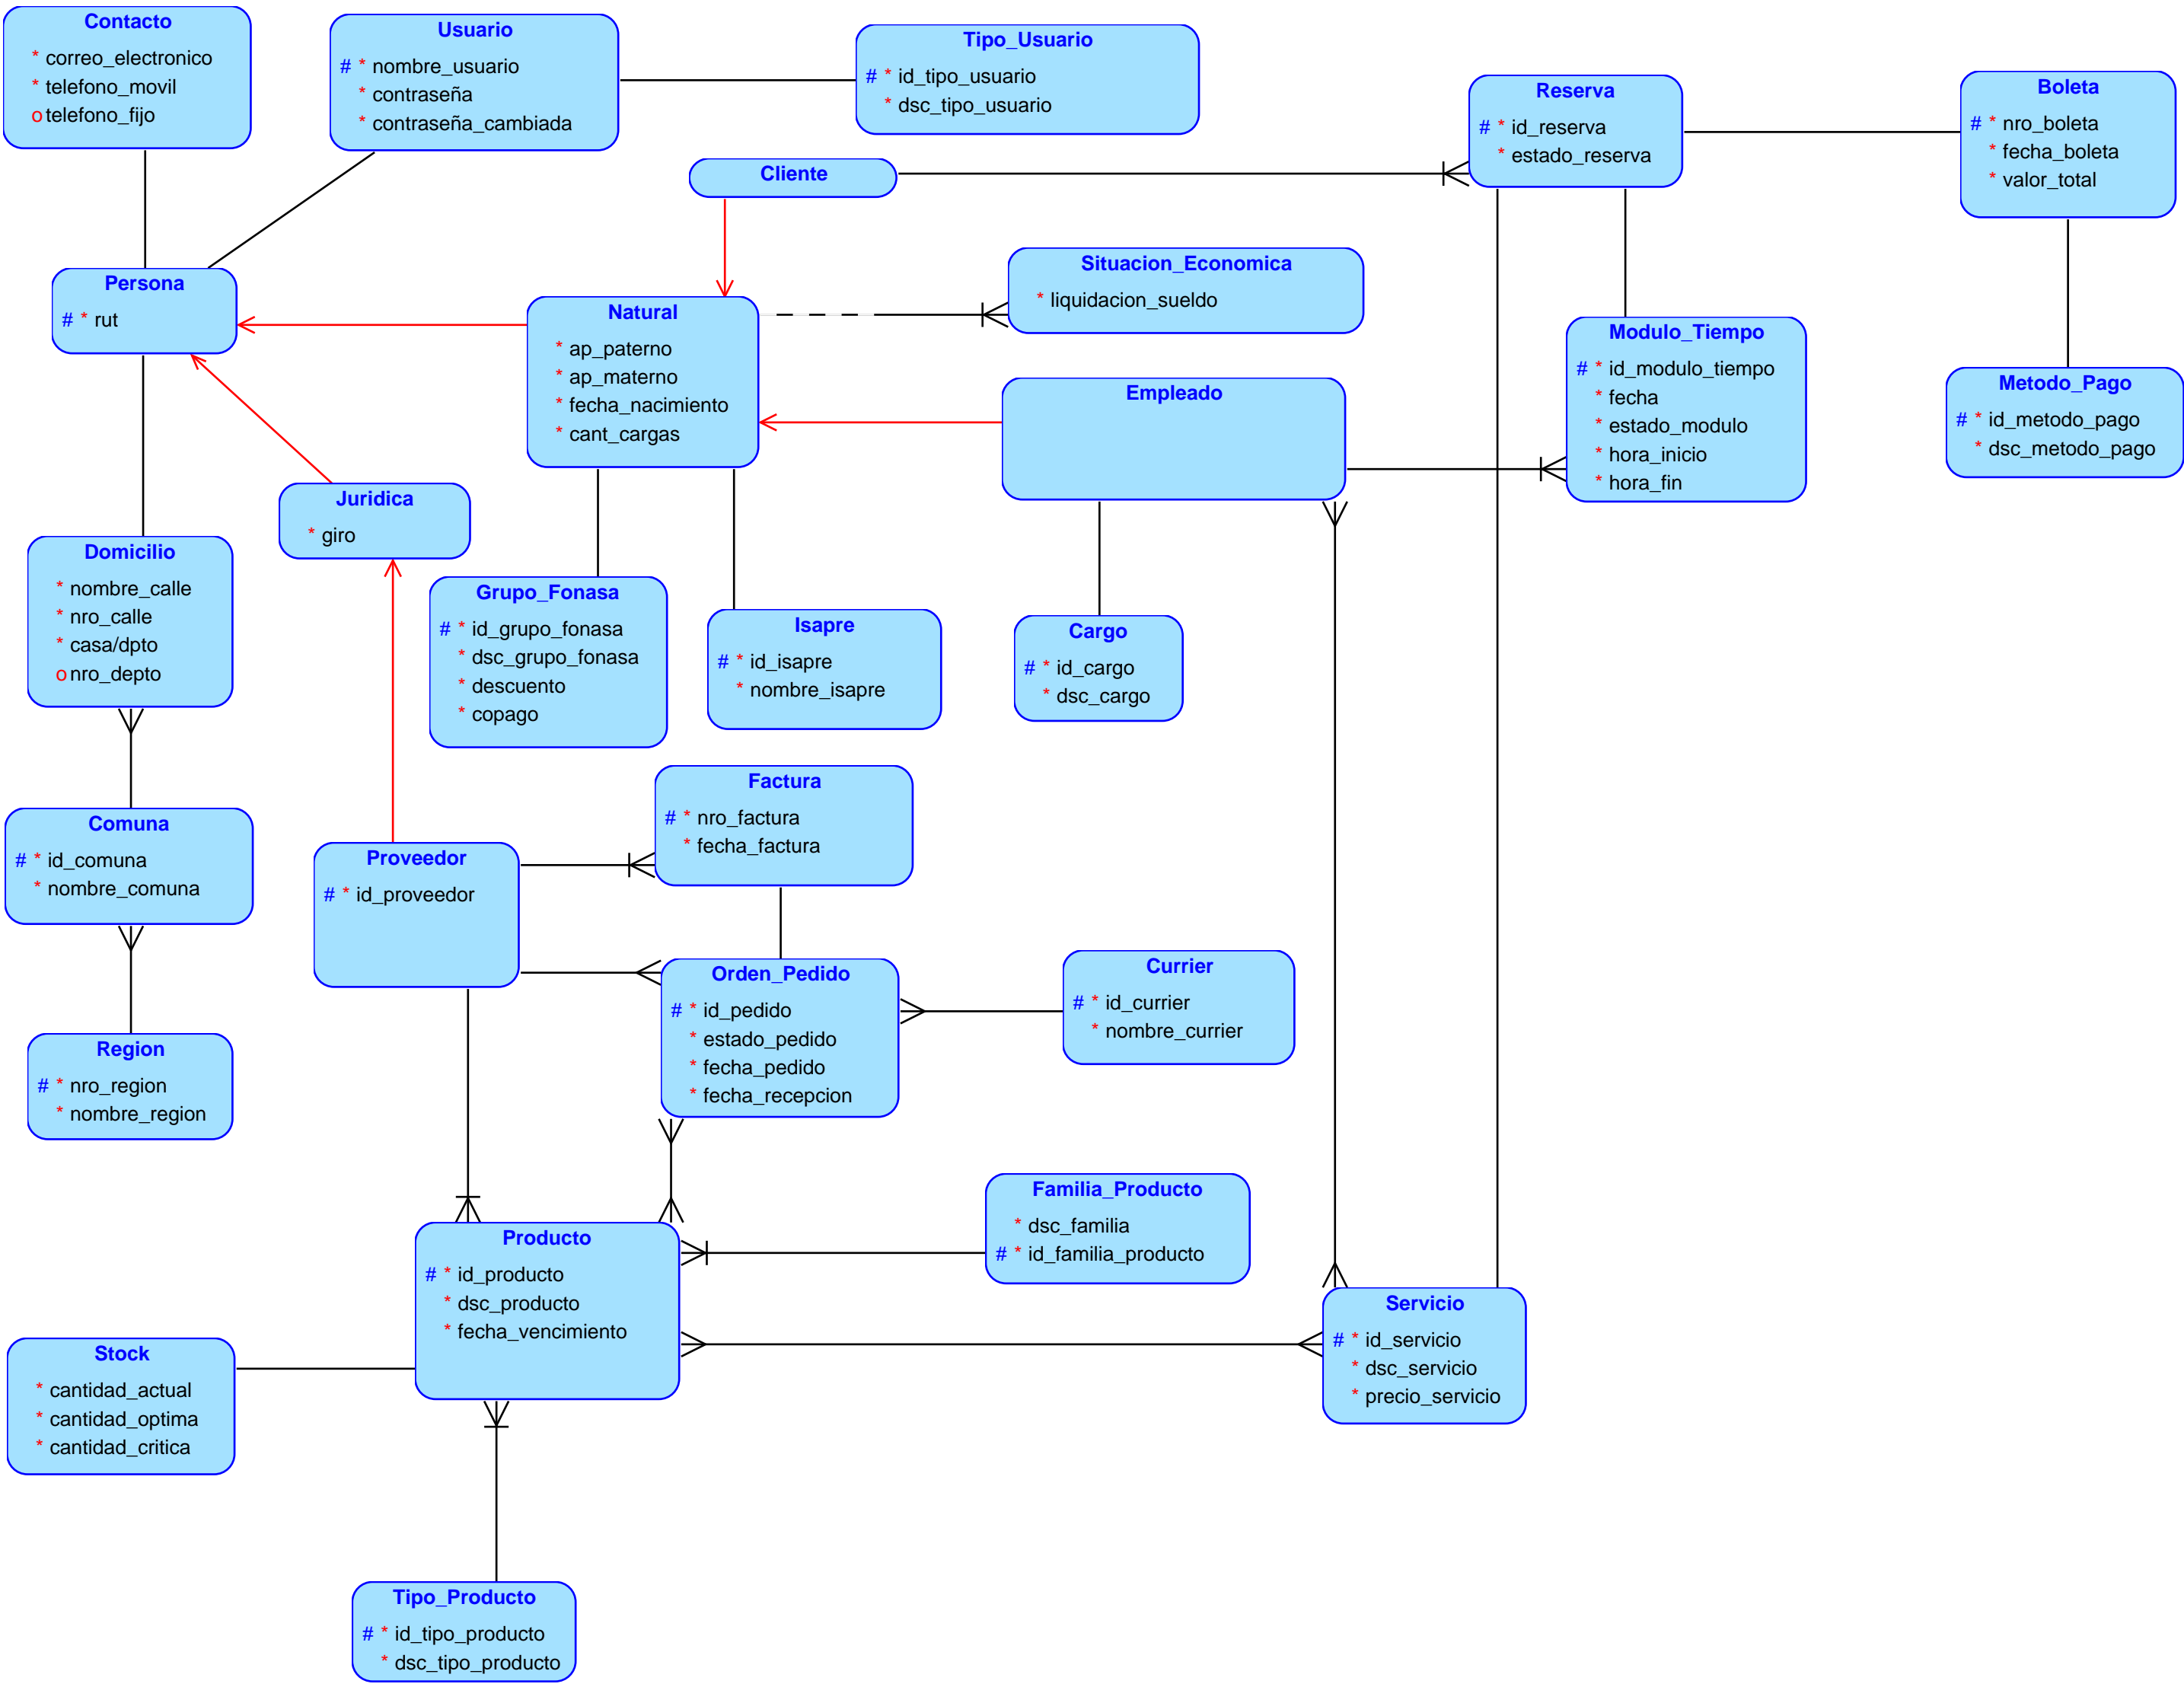 Contacto
* correo_electronico
* telefono_movil
o telefono_fijo
Usuario
# * nombre_usuario
* contraseña
* contraseña_cambiada
Tipo_Usuario
# * id_tipo_usuario
* dsc_tipo_usuario
Reserva
# * id_reserva
* estado_reserva
Boleta
# * nro_boleta
* fecha_boleta
* valor_total
Cliente
Persona
# * rut
Natural
* ap_paterno
* ap_materno
* fecha_nacimiento
* cant_cargas
Situacion_Economica
* liquidacion_sueldo
Empleado
Modulo_Tiempo
# * id_modulo_tiempo
* fecha
* estado_modulo
* hora_inicio
* hora_fin
Metodo_Pago
# * id_metodo_pago
* dsc_metodo_pago
Juridica
* giro
Domicilio
* nombre_calle
* nro_calle
* casa/dpto
o nro_depto
Grupo_Fonasa
# * id_grupo_fonasa
* dsc_grupo_fonasa
* descuento
* copago
Isapre
# * id_isapre
* nombre_isapre
Cargo
# * id_cargo
* dsc_cargo
Comuna
# * id_comuna
* nombre_comuna
Proveedor
# * id_proveedor
Factura
# * nro_factura
* fecha_factura
Orden_Pedido
# * id_pedido
* estado_pedido
* fecha_pedido
* fecha_recepcion
Currier
# * id_currier
* nombre_currier
Region
# * nro_region
* nombre_region
Familia_Producto
* dsc_familia
# * id_familia_producto
Producto
# * id_producto
* dsc_producto
* fecha_vencimiento
Servicio
# * id_servicio
* dsc_servicio
* precio_servicio
Stock
* cantidad_actual
* cantidad_optima
* cantidad_critica
Tipo_Producto
# * id_tipo_producto
* dsc_tipo_producto